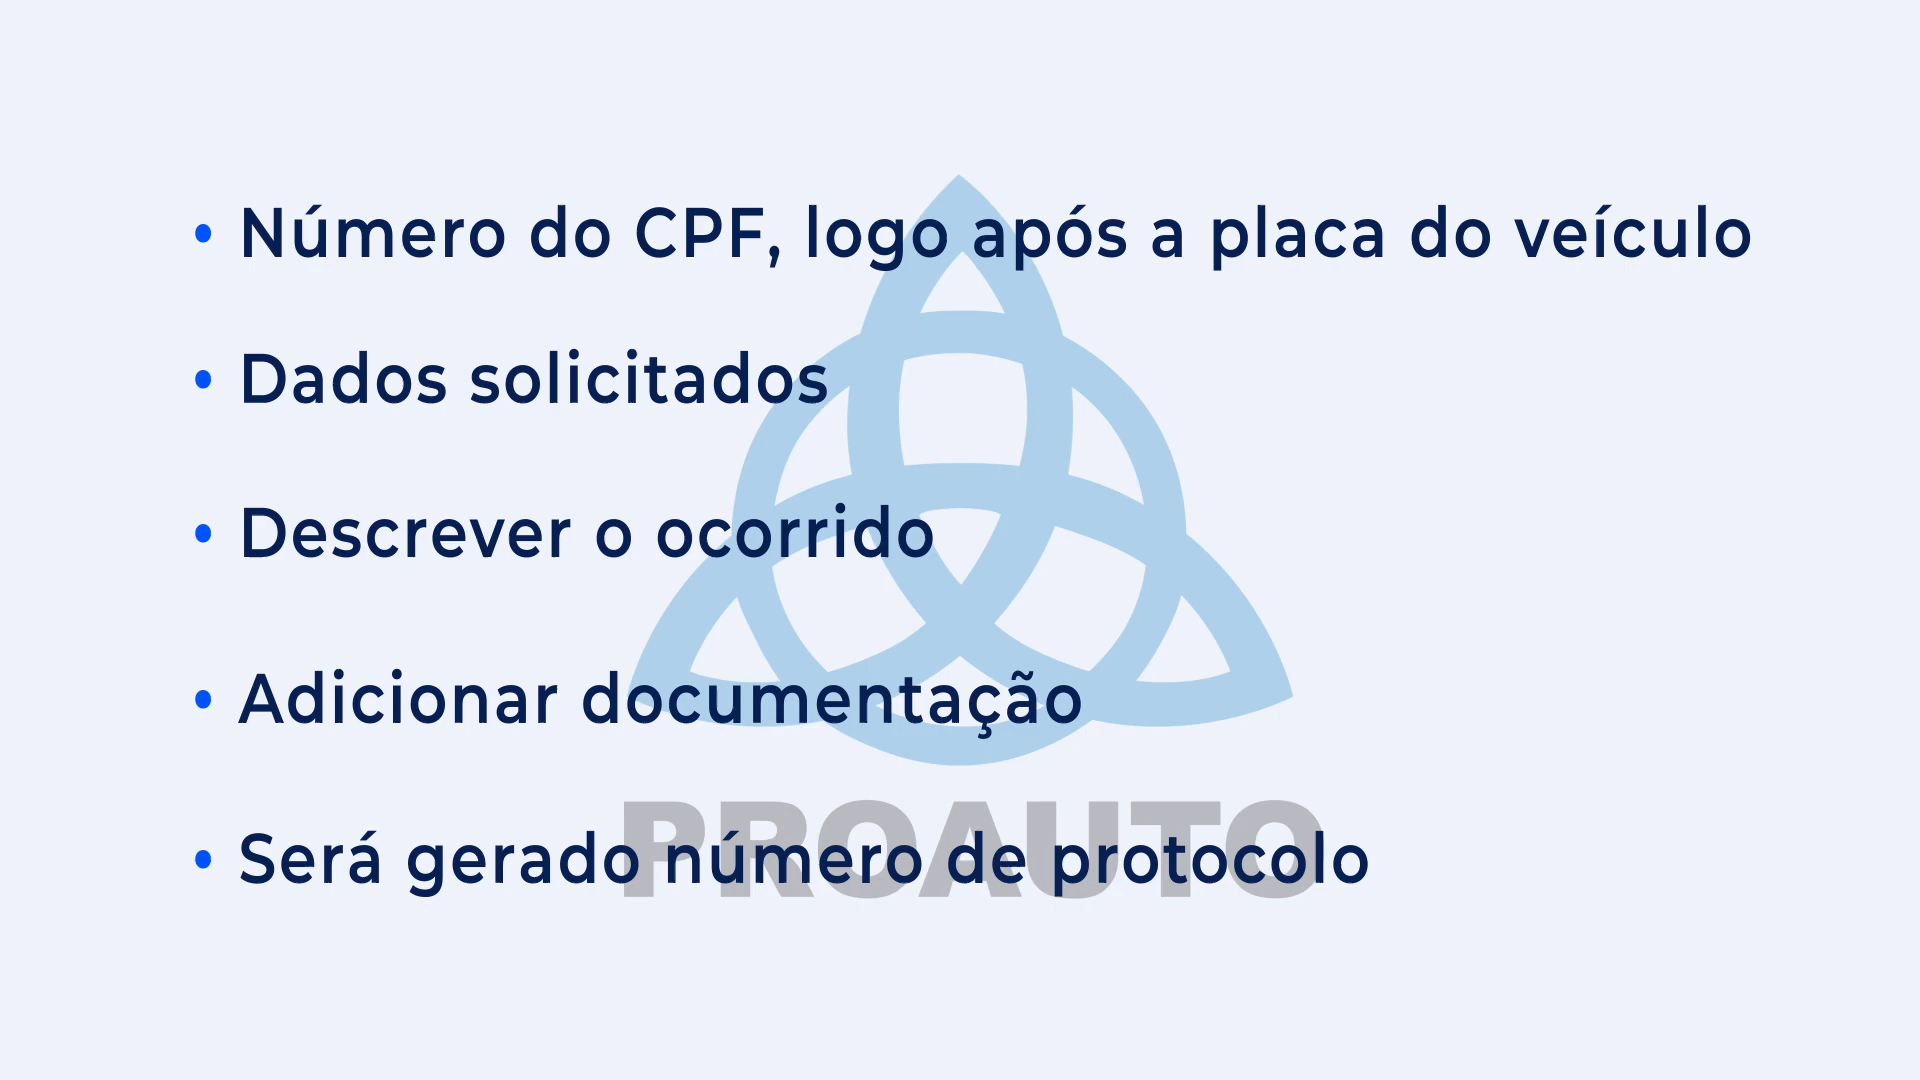 • Número do CPF, logo após a placa do veículo
• Dados solicitados
• Descrever o ocorrido
• Adicionar documentação
• Será gerado número de protocolo
PROAUTO